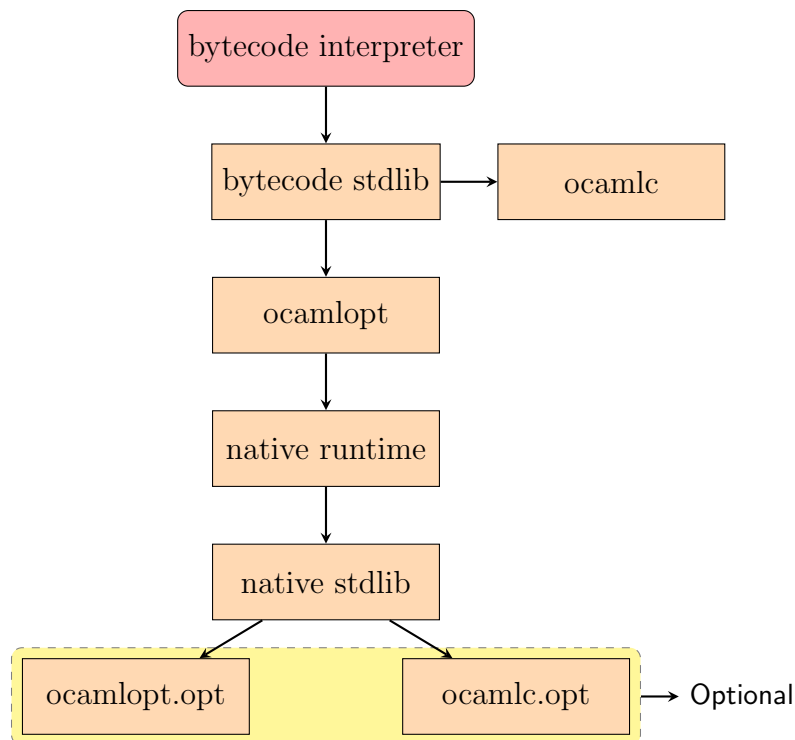 bytecode interpreter
bytecode stdlib
ocamlc
ocamlopt
native runtime
native stdlib
ocamlopt.opt
ocamlc.opt
Optional